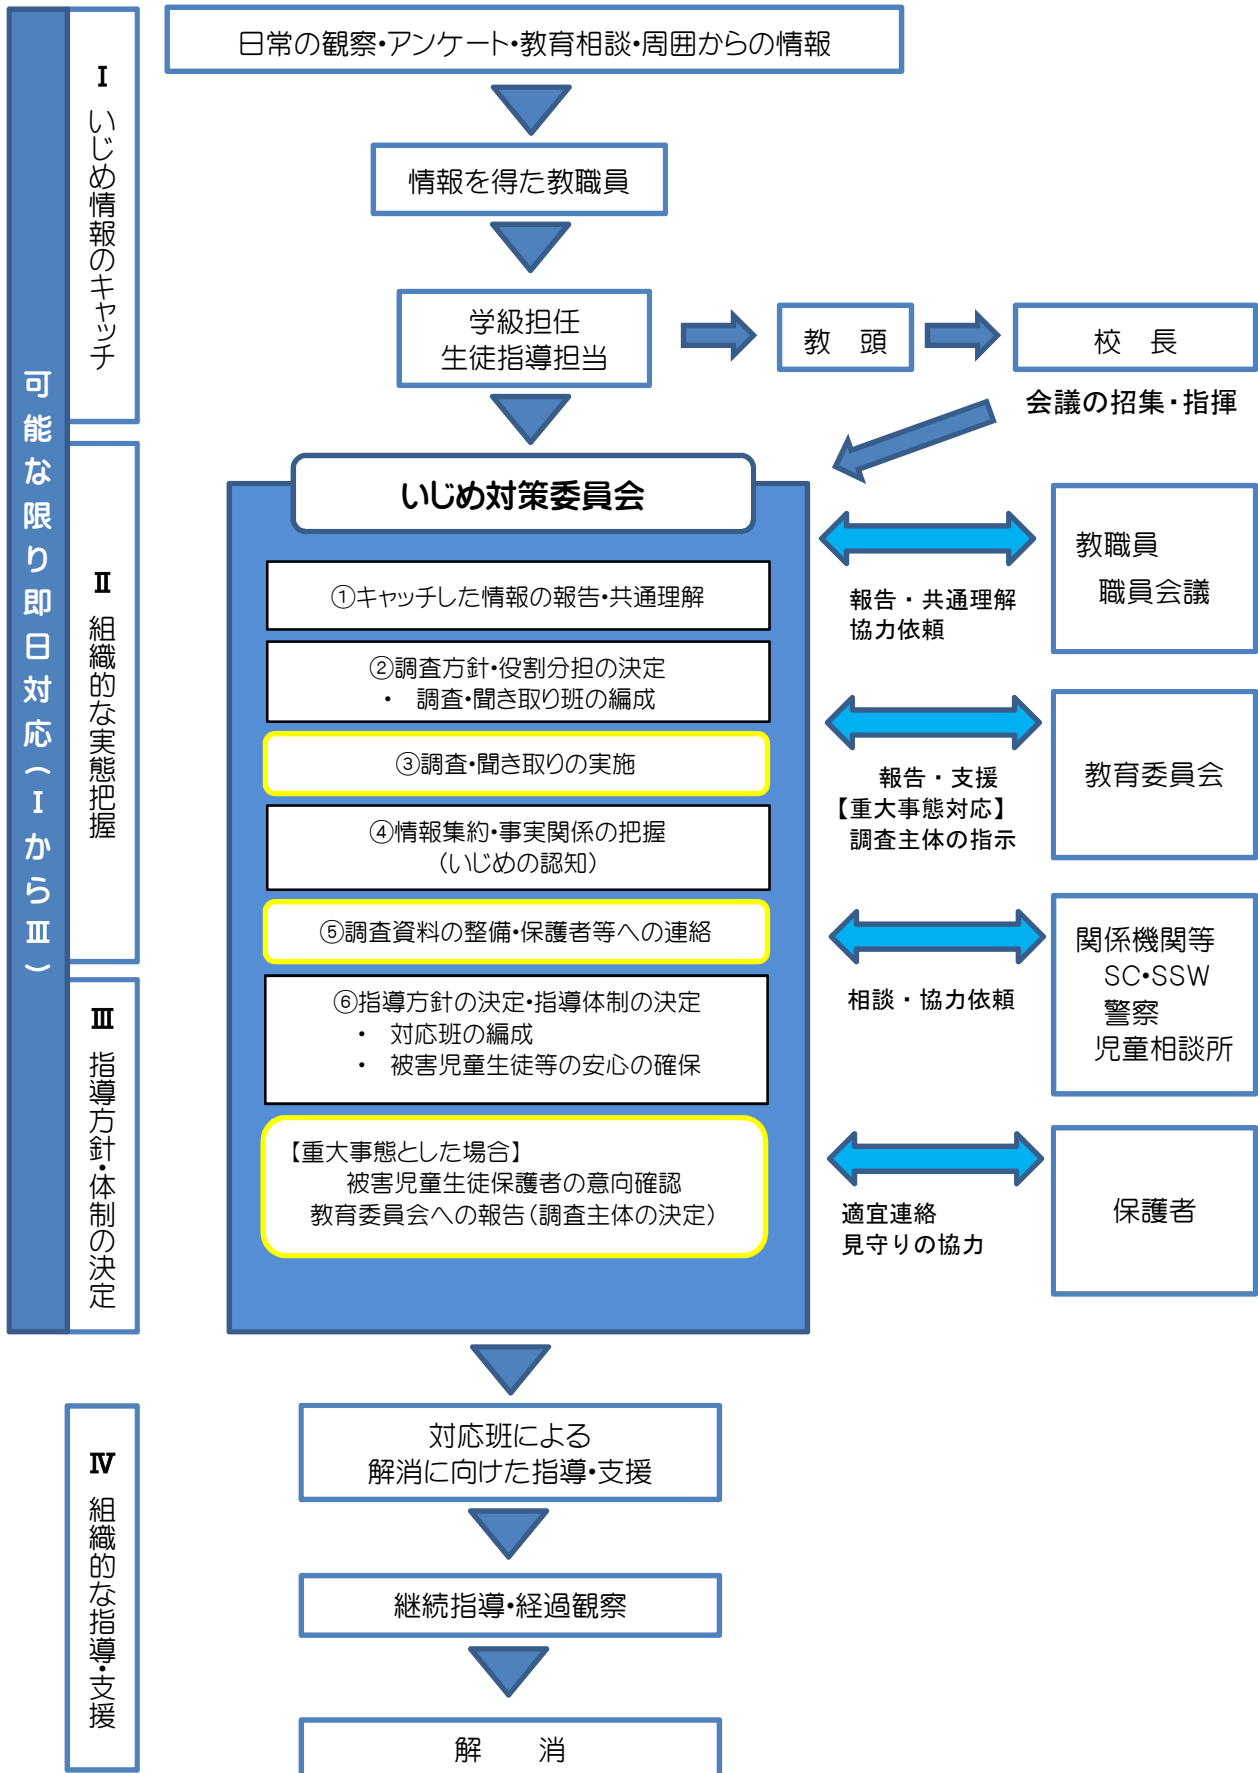 可能な限り即日対応（ⅠからⅢ）
Ⅰ いじめ情報のキャッチ
日常の観察・アンケート・教育相談・周囲からの情報
情報を得た教職員
学級担任
生徒指導担当
教　頭
校　長
会議の招集・指揮
Ⅱ 組織的な実態把握
いじめ対策委員会
①キャッチした情報の報告・共通理解
②調査方針・役割分担の決定
・ 調査・聞き取り班の編成
③調査・聞き取りの実施
④情報集約・事実関係の把握
（いじめの認知）
⑤調査資料の整備・保護者等への連絡
Ⅲ 指導方針・体制の決定
⑥指導方針の決定・指導体制の決定
・ 対応班の編成
・ 被害児童生徒等の安心の確保
【重大事態とした場合】
被害児童生徒保護者の意向確認
教育委員会への報告（調査主体の決定）
教職員
職員会議
報告・共通理解
協力依頼
教育委員会
報告・支援
【重大事態対応】
調査主体の指示
関係機関等
SC・SSW
警察
児童相談所
相談・協力依頼
保護者
適宜連絡
見守りの協力
Ⅳ 組織的な指導・支援
対応班による
解消に向けた指導・支援
継続指導・経過観察
解　消